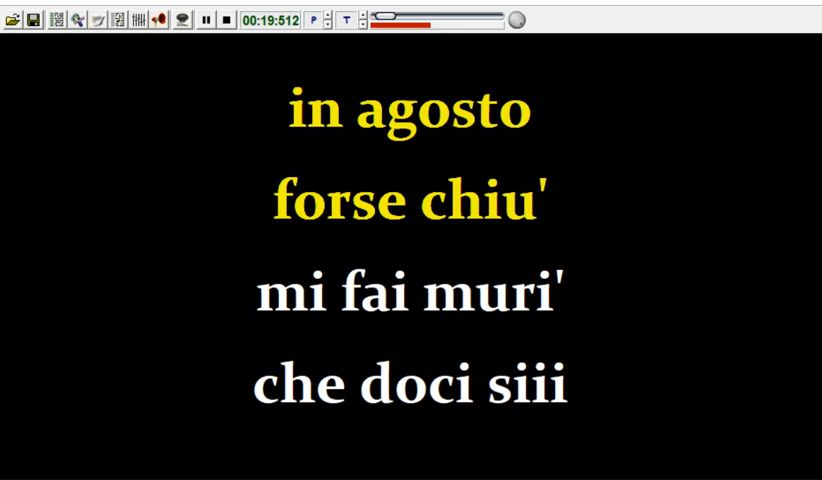 00:19:512 P T
in agosto
forse chiu'
mi fai muri'
che doci siii